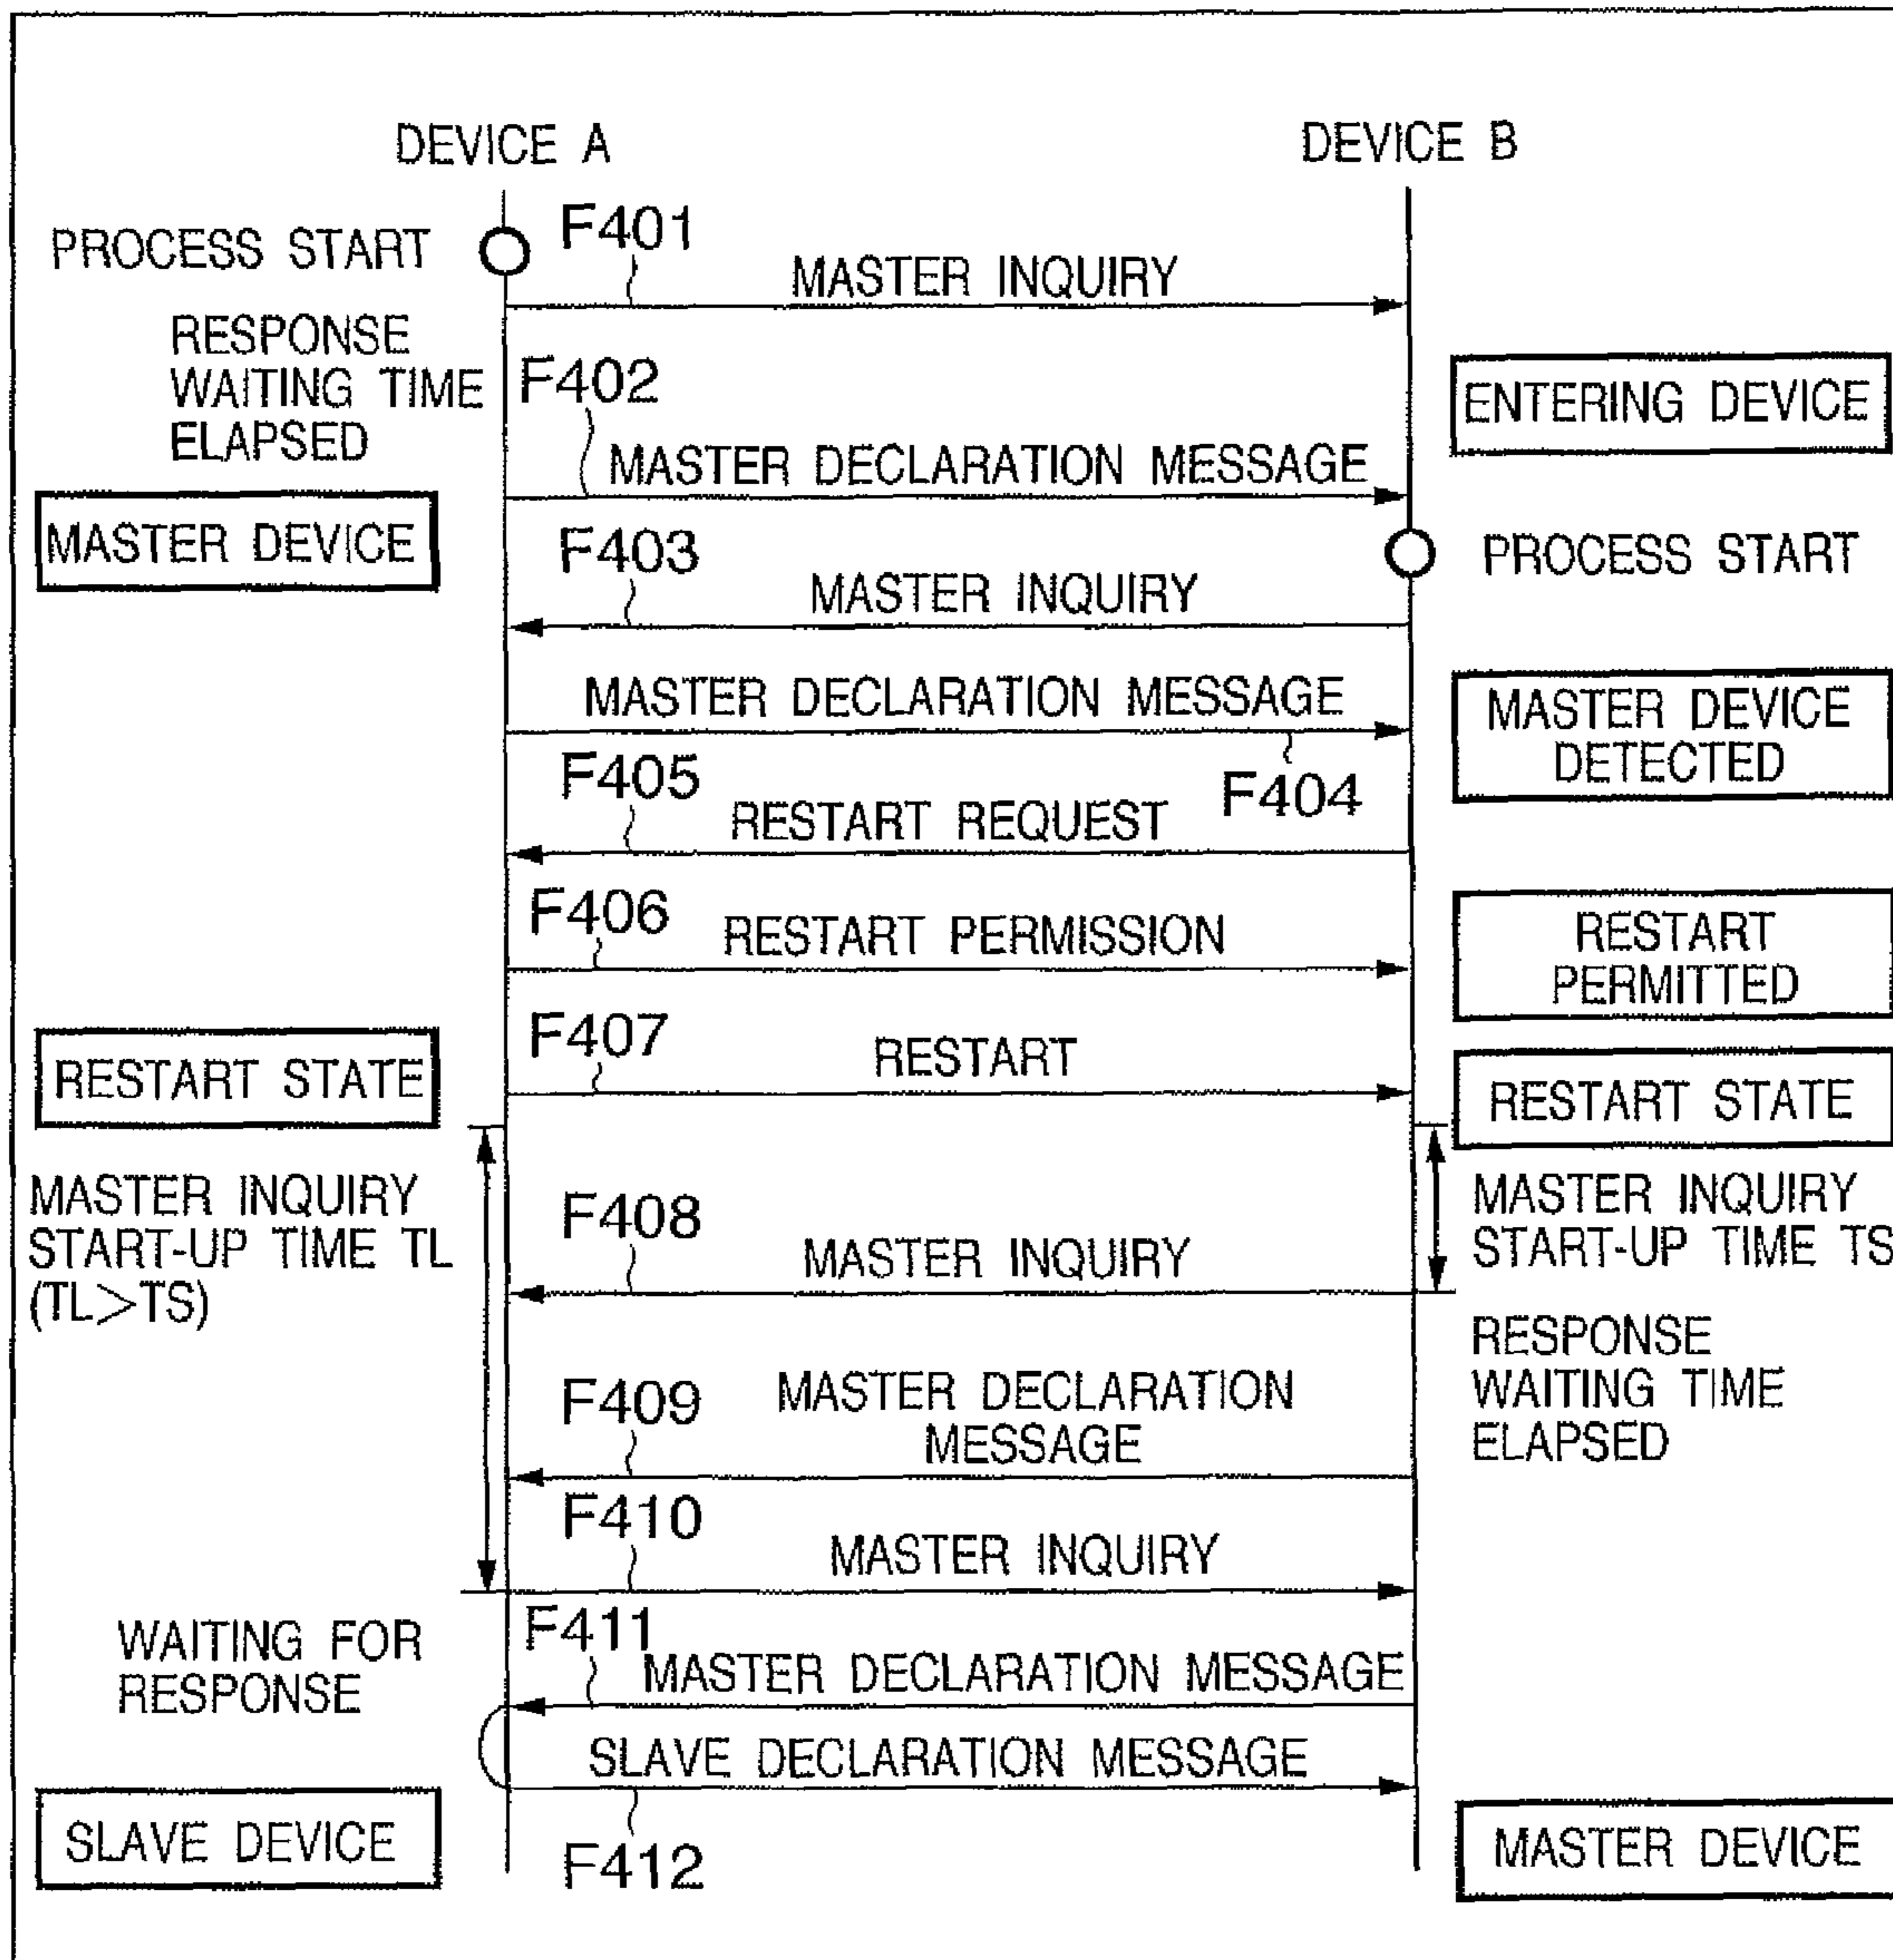 DEVICE A
DEVICE B
PROCESS START
F401
MASTER INQUIRY
RESPONSE
WAITING TIME
ELAPSED
F402
ENTERING DEVICE
MASTER DECLARATION MESSAGE
MASTER DEVICE
F403
PROCESS START
MASTER INQUIRY
MASTER DECLARATION MESSAGE
MASTER DEVICE
DETECTED
F405
F404
RESTART REQUEST
F406
RESTART PERMISSION
RESTART
PERMITTED
F407
RESTART
RESTART STATE
RESTART STATE
MASTER INQUIRY
START-UP TIME TL
(TL>TS)
F408
MASTER INQUIRY
MASTER INQUIRY
START-UP TIME TS
RESPONSE
WAITING TIME
ELAPSED
F409
MASTER DECLARATION
MESSAGE
F410
MASTER INQUIRY
WAITING FOR
RESPONSE
F411
MASTER DECLARATION MESSAGE
SLAVE DECLARATION MESSAGE
SLAVE DEVICE
F412
MASTER DEVICE